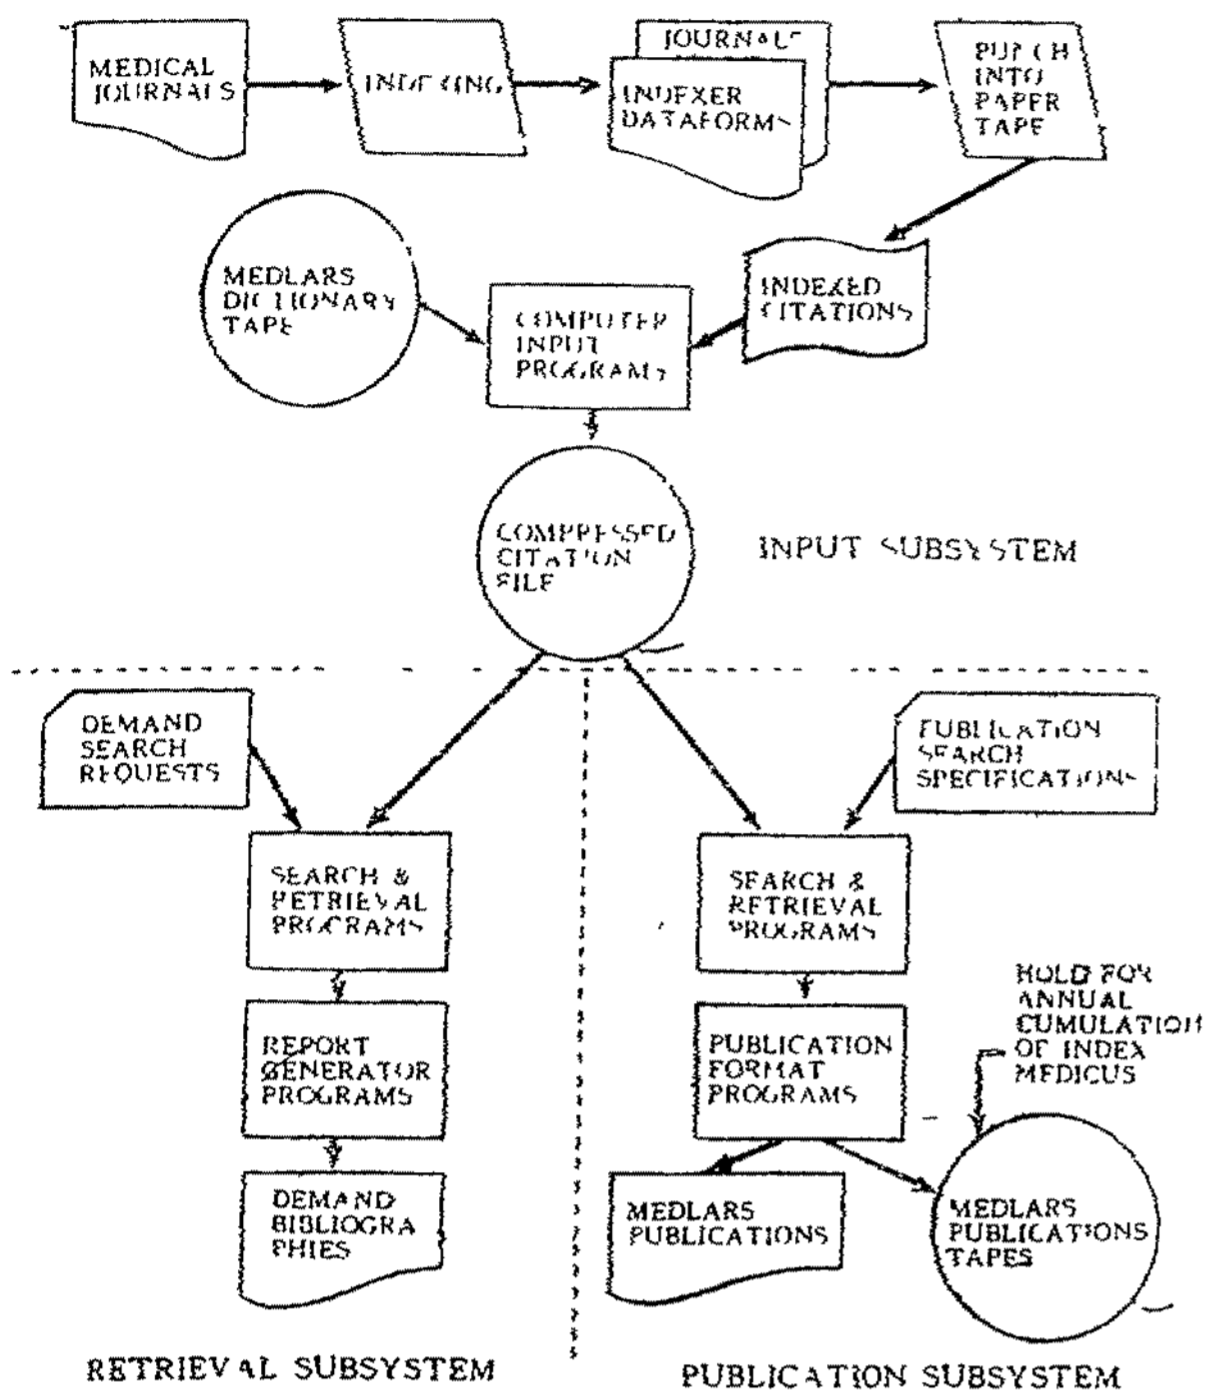 MEDICAL
JOURNALS
INDEXING
JOURNALS
INDEXER
DATAFORMS
PUNCH
INTO
PAPER
TAPE
MEDLARS
DICTIONARY
TAPE
COMPUTER
INPUT
PROGRAMS
INDEXED
CITATIONS
COMPRESSED
CITATION
FILE
INPUT SUBSYSTEM
DEMAND
SEARCH
REQUESTS
PUBLICATION
SEARCH
SPECIFICATIONS
SEARCH &
RETRIEVAL
PROGRAMS
SEARCH &
RETRIEVAL
PROGRAMS
HOLD FOR
ANNUAL
CUMULATION
OF INDEX
MEDICUS
REPORT
GENERATOR
PROGRAMS
PUBLICATION
FORMAT
PROGRAMS
DEMAND
BIBLIOGRA
PHIES
MEDLARS
PUBLICATIONS
MEDLARS
PUBLICATIONS
TAPES
RETRIEVAL SUBSYSTEM
PUBLICATION SUBSYSTEM